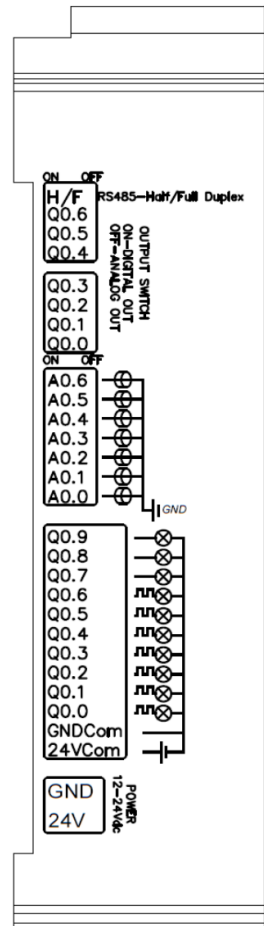 ON OFF
H/F RS485-Half/Full Duplex
Q0.6
Q0.5
Q0.4
OUTPUT SWITCH
ON-DIGITAL OUT
OFF-ANALOG OUT
Q0.3
Q0.2
Q0.1
Q0.0
ON OFF
A0.6
A0.5
A0.4
A0.3
A0.2
A0.1
A0.0
GND
Q0.9
Q0.8
Q0.7
Q0.6
Q0.5
Q0.4
Q0.3
Q0.2
Q0.1
Q0.0
GNDCom
24VCom
GND
24V
POWER
12-24Vdc